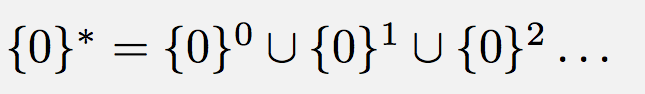 {0}* = {0}⁰ ∪ {0}¹ ∪ {0}² …